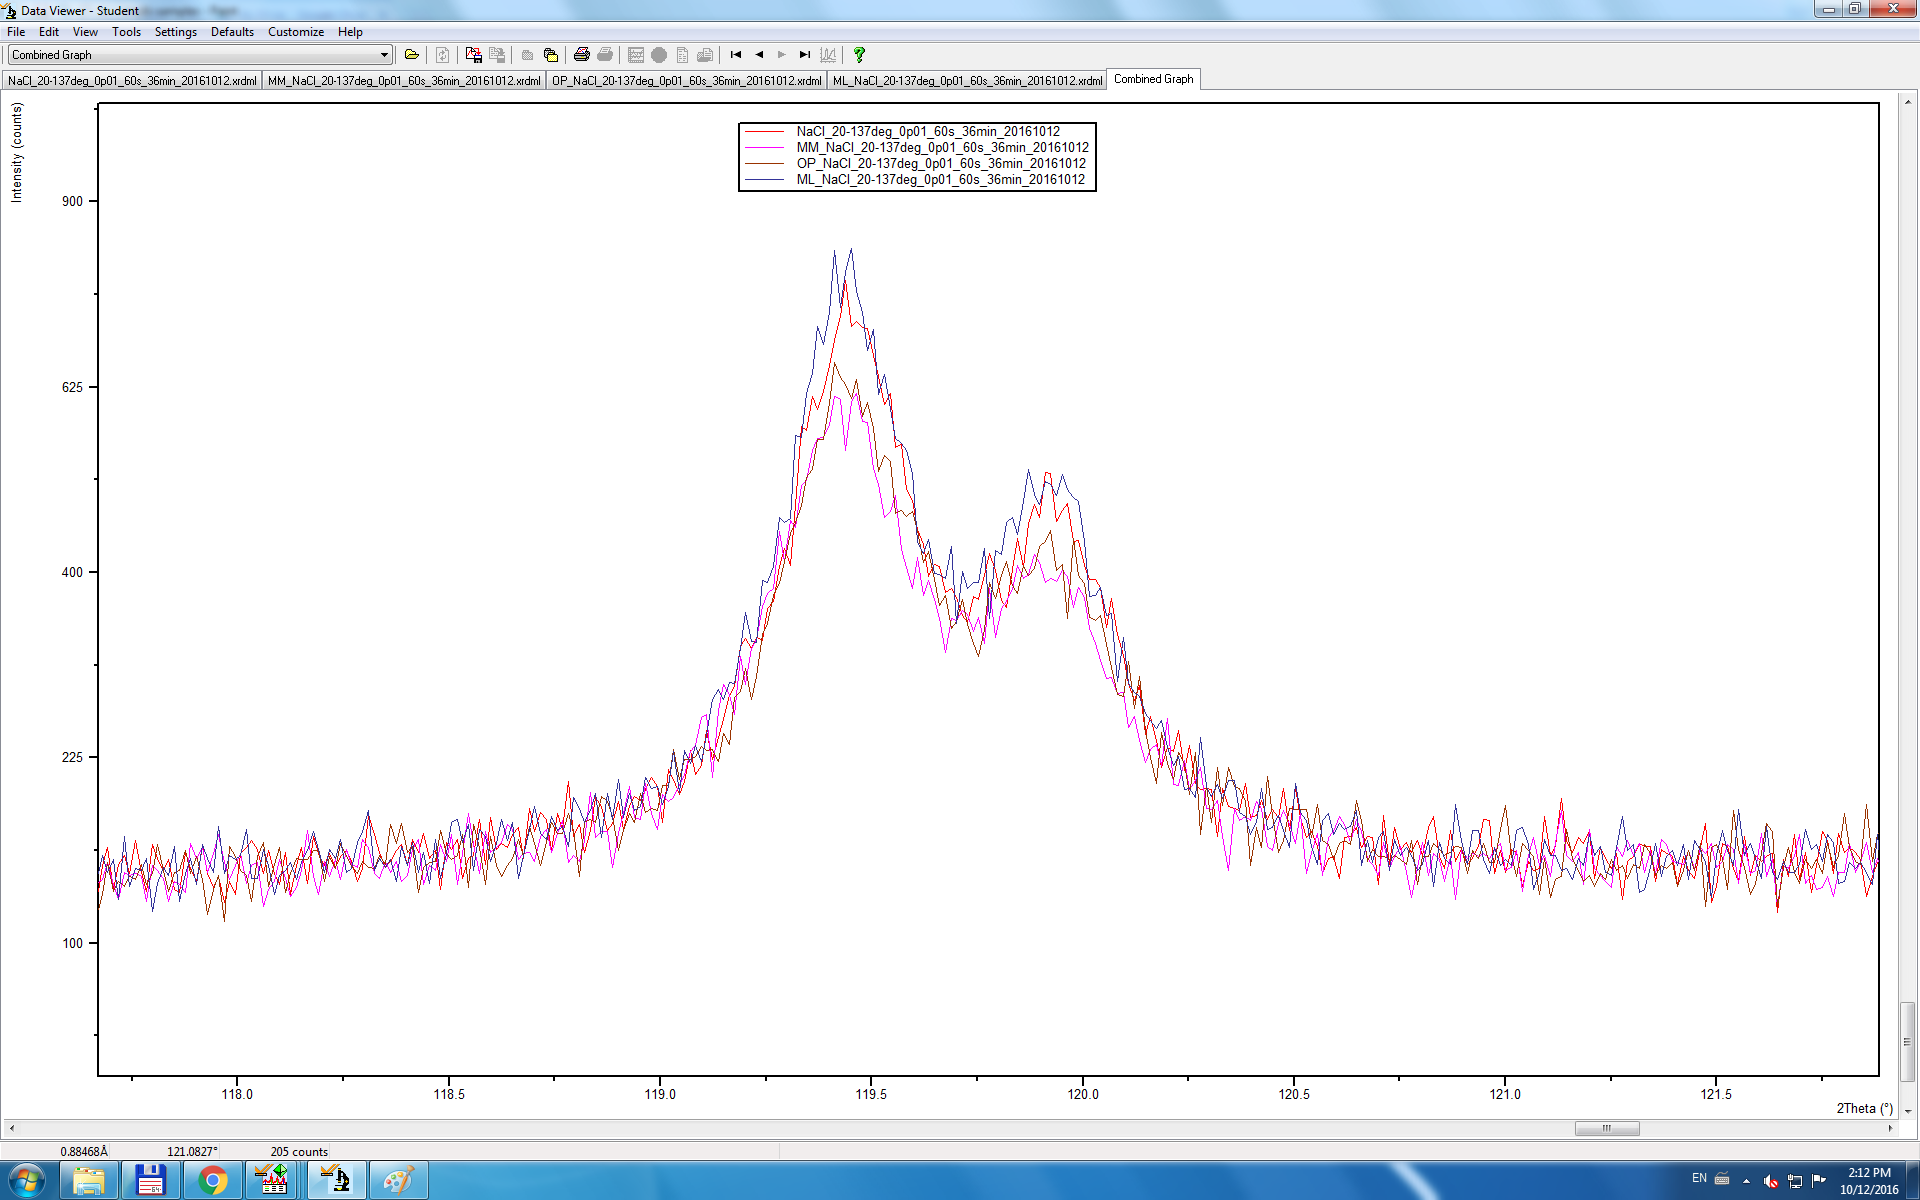 Data Viewer - Student
File Edit View Tools Settings Defaults Customize Help
Combined Graph
NaCl_20-137deg_0p01_60s_36min_20161012.xrdml MM_NaCl_20-137deg_0p01_60s_36min_20161012.xrdml OP_NaCl_20-137deg_0p01_60s_36min_20161012.xrdml ML_NaCl_20-137deg_0p01_60s_36min_20161012.xrdml Combined Graph
Intensity (counts)
NaCl_20-137deg_0p01_60s_36min_20161012
MM_NaCl_20-137deg_0p01_60s_36min_20161012
OP_NaCl_20-137deg_0p01_60s_36min_20161012
ML_NaCl_20-137deg_0p01_60s_36min_20161012
900
625
400
225
100
118.0 118.5 119.0 119.5 120.0 120.5 121.0 121.5
2Theta (°)
0.88468Å 121.0827° 205 counts
EN 2:12 PM
10/12/2016